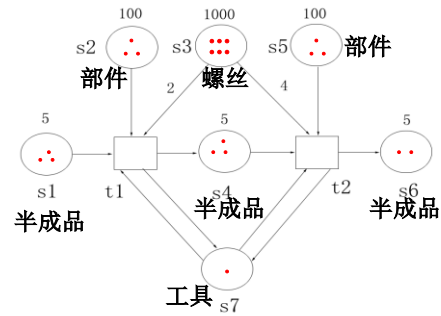 100 1000 100
s2 s3 s5 部件
部件 螺丝
2 4
5 5 5
s1 t1 s4 t2 s6
半成品 半成品 半成品
工具 s7